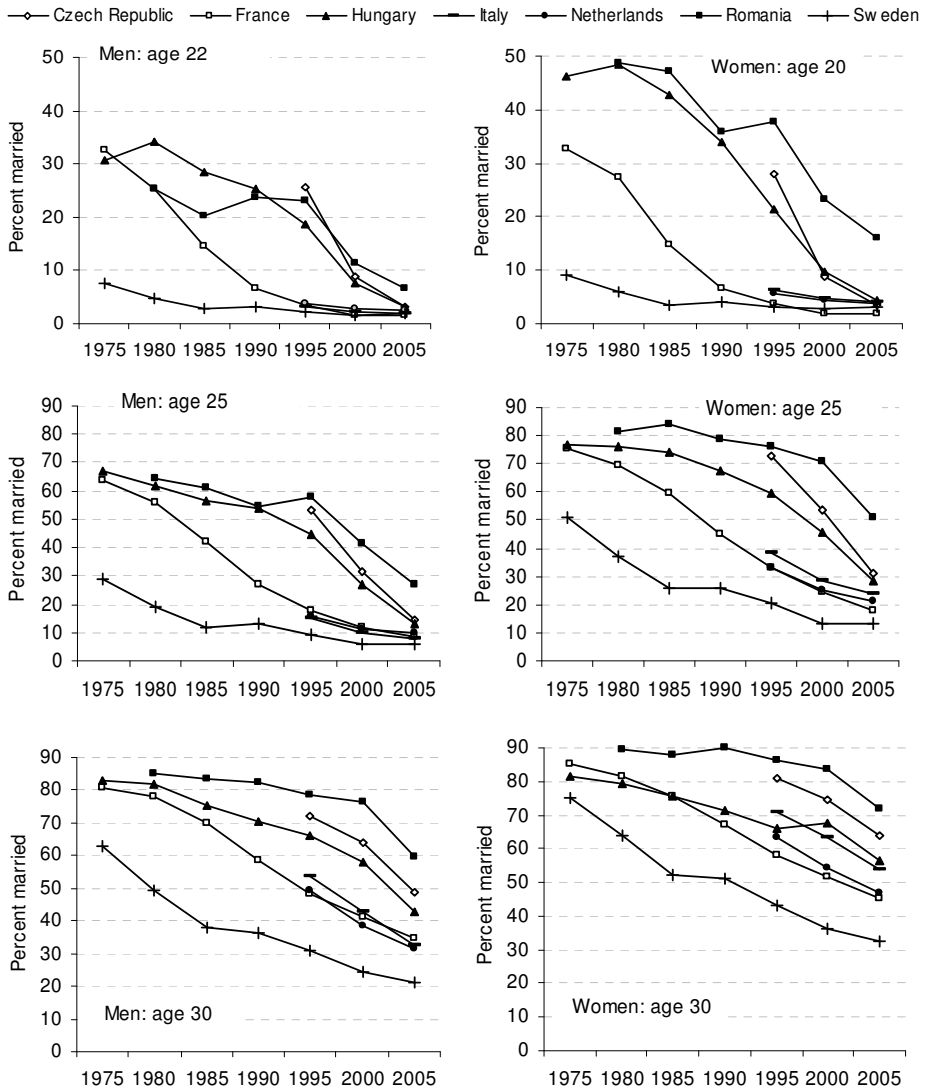 Czech Republic France Hungary Italy Netherlands Romania Sweden
Men: age 22
Percent married
50
40
30
20
10
0
1975 1980 1985 1990 1995 2000 2005
Women: age 20
Percent married
50
40
30
20
10
0
1975 1980 1985 1990 1995 2000 2005
Men: age 25
Percent married
90
80
70
60
50
40
30
20
10
0
1975 1980 1985 1990 1995 2000 2005
Women: age 25
Percent married
90
80
70
60
50
40
30
20
10
0
1975 1980 1985 1990 1995 2000 2005
Men: age 30
Percent married
90
80
70
60
50
40
30
20
10
0
1975 1980 1985 1990 1995 2000 2005
Women: age 30
Percent married
90
80
70
60
50
40
30
20
10
0
1975 1980 1985 1990 1995 2000 2005